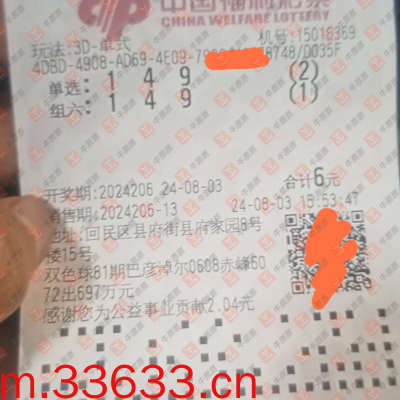 中国福利彩票
CHINA WELFARE LOTTERY
玩法:3D-单式 机号:15018369
4DBD-4908-AD69-4E09- 8748/0035F
单选: 1 4 9 (2)
组六: 1 4 9 (1)
开奖期:2024206 24-08-03 合计6元
销售期:2024206-13 24-08-03 15:53:47
地址:回民区县府街县府家园8号
楼15号
双色球81期巴彦淖尔0608赤峰60
72出697万元
感谢您为公益事业贡献2.04元
m.33633.cn